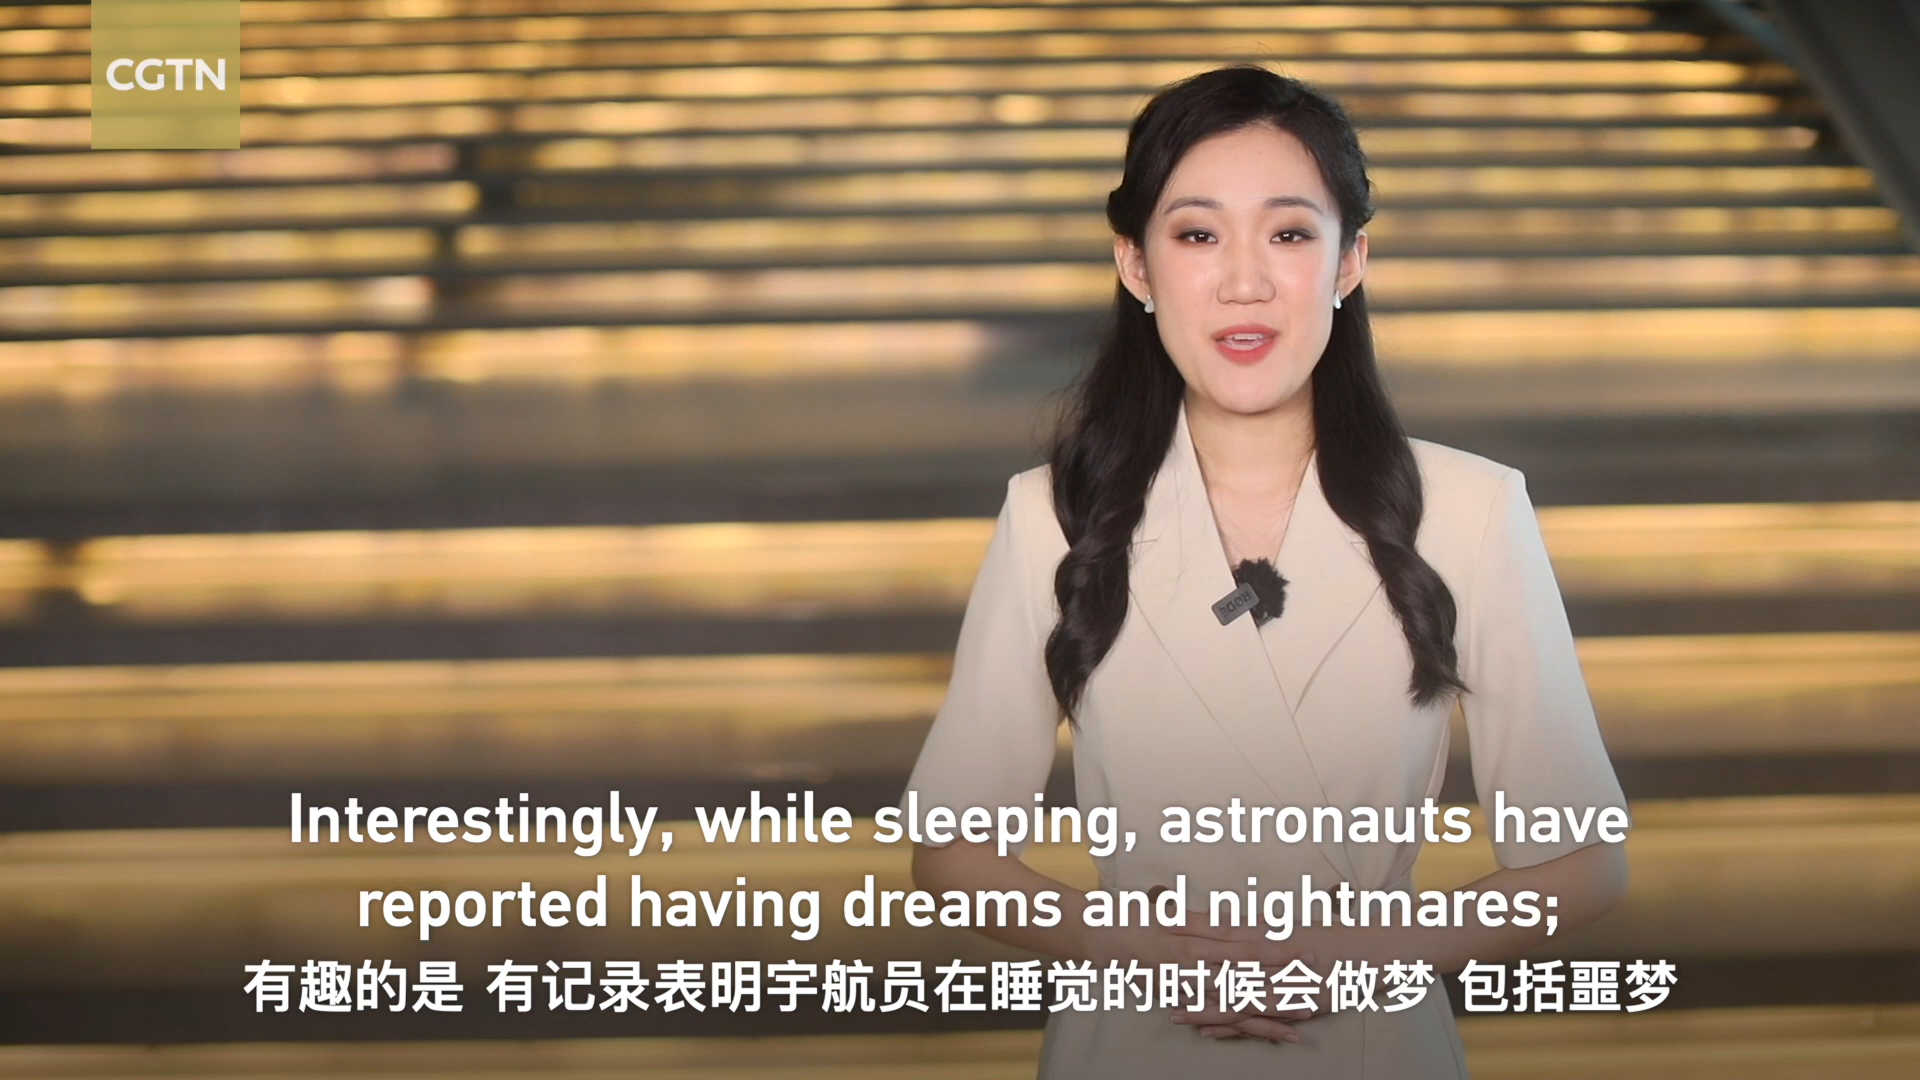 CGTN
RØDE
Interestingly, while sleeping, astronauts have
reported having dreams and nightmares;
有趣的是 有记录表明宇航员在睡觉的时候会做梦 包括噩梦